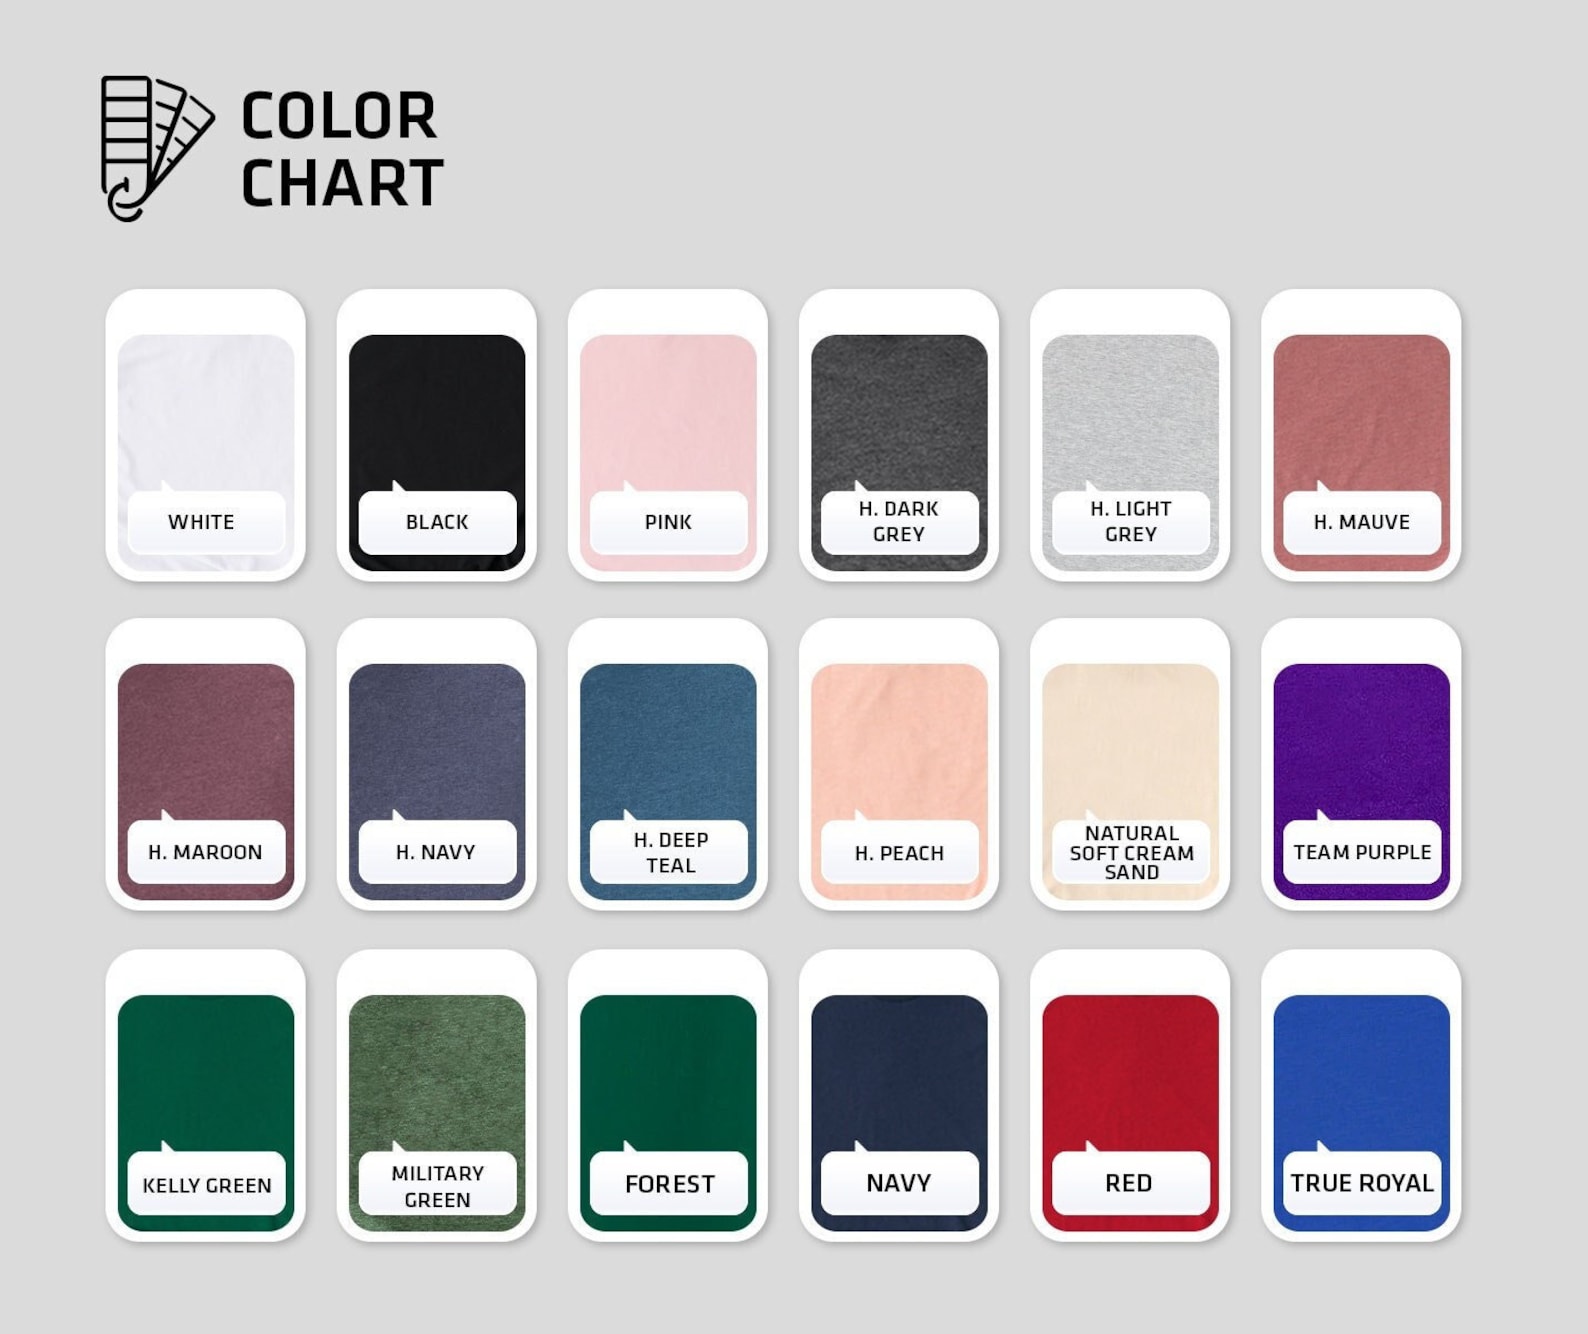 COLOR
CHART
WHITE
BLACK
PINK
H. DARK
GREY
H. LIGHT
GREY
H. MAUVE
H. MAROON
H. NAVY
H. DEEP
TEAL
H. PEACH
NATURAL
SOFT CREAM
SAND
TEAM PURPLE
KELLY GREEN
MILITARY
GREEN
FOREST
NAVY
RED
TRUE ROYAL